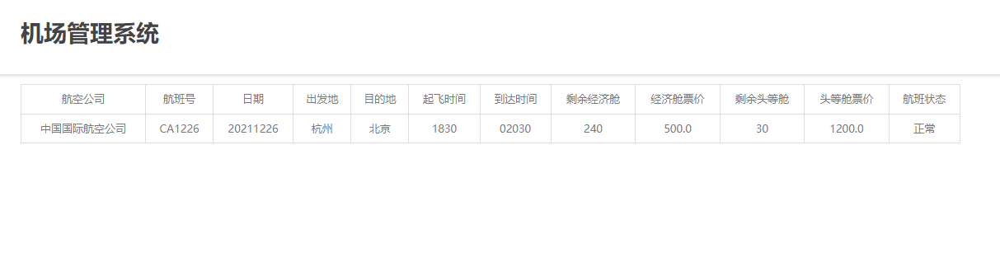 机场管理系统
航空公司 航班号 日期 出发地 目的地 起飞时间 到达时间 剩余经济舱 经济舱票价 剩余头等舱 头等舱票价 航班状态
中国国际航空公司 CA1226 20211226 杭州 北京 1830 02030 240 500.0 30 1200.0 正常